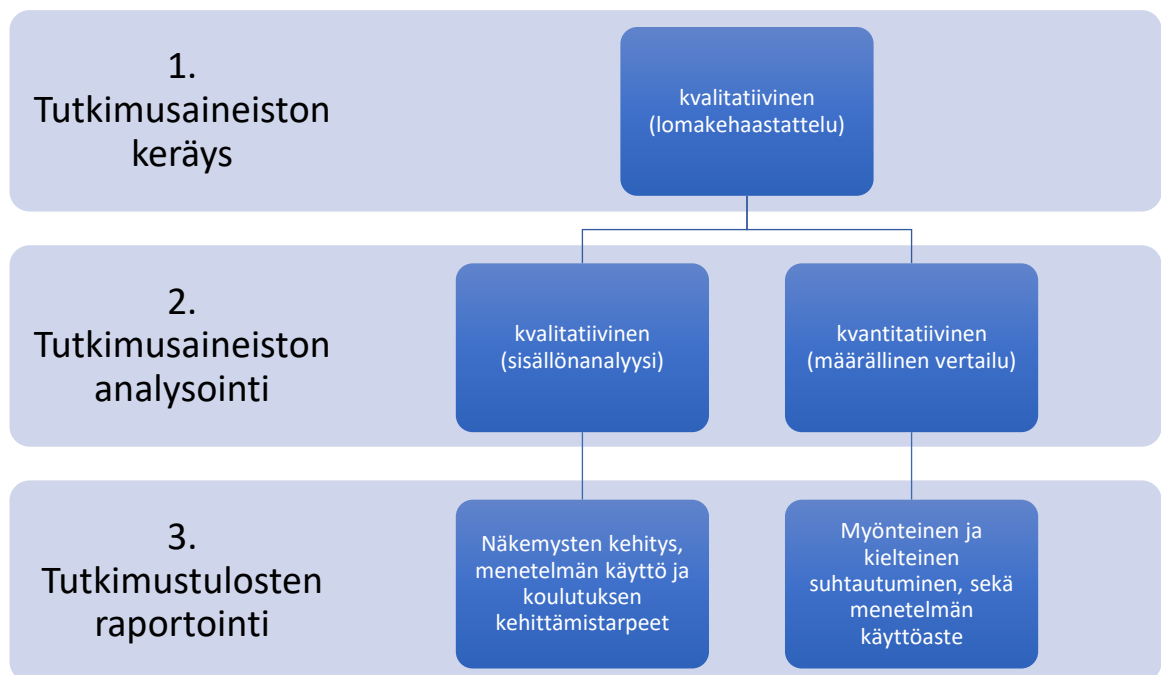 1.
Tutkimusaineiston
keräys
kvalitatiivinen
(lomakehaastattelu)
2.
Tutkimusaineiston
analysointi
kvalitatiivinen
(sisällönanalyysi)
kvantitatiivinen
(määrällinen vertailu)
3.
Tutkimustulosten
raportointi
Näkemysten kehitys,
menetelmän käyttö ja
koulutuksen
kehittämistarpeet
Myönteinen ja
kielteinen
suhtautuminen, sekä
menetelmän
käyttöaste